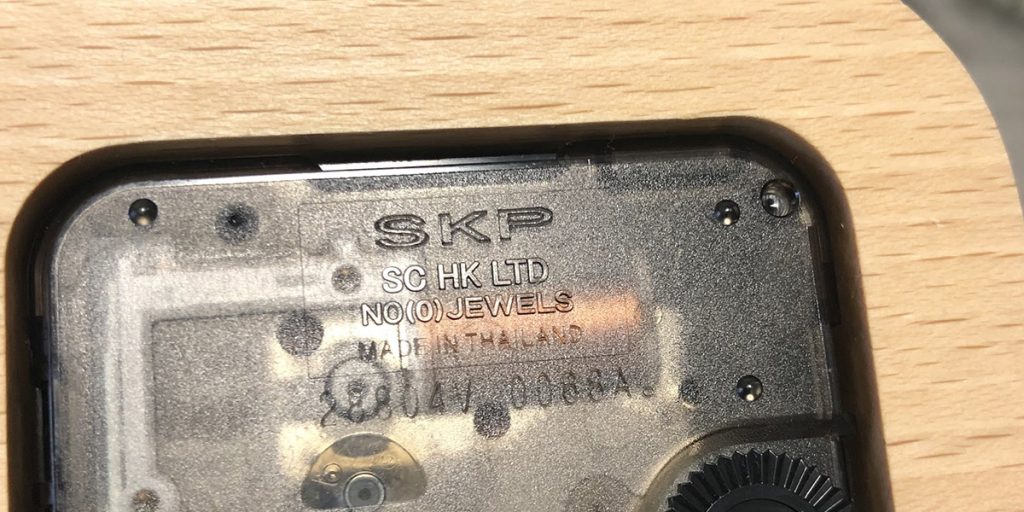 SKP
SC HK LTD
NO(0) JEWELS
MADE IN THAILAND